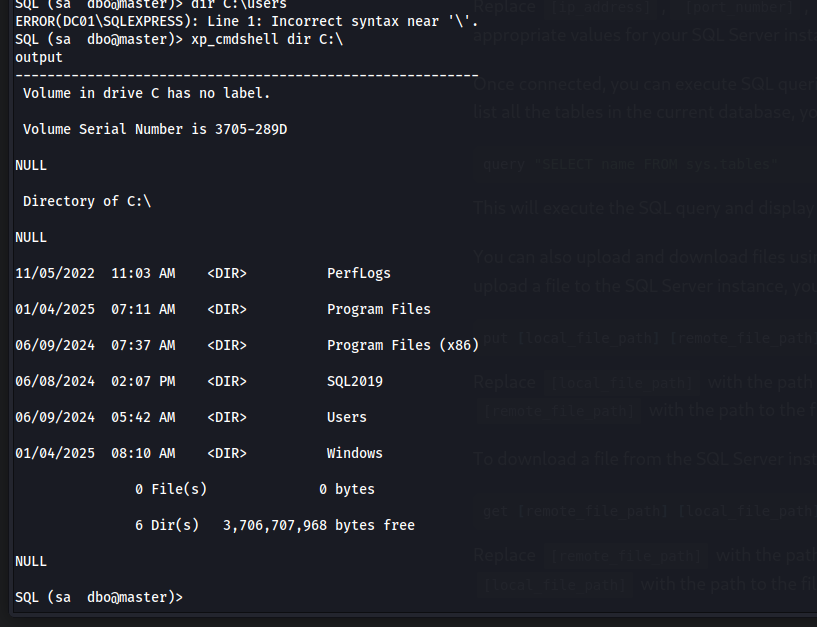 SQL (sa  dbo@master)> dir C:\users
ERROR(DC01\SQLEXPRESS): Line 1: Incorrect syntax near '\'.
SQL (sa  dbo@master)> xp_cmdshell dir C:\
output
----------------------------------------------------------
 Volume in drive C has no label.
 Volume Serial Number is 3705-289D
NULL
 Directory of C:\
NULL
11/05/2022  11:03 AM    <DIR>          PerfLogs
01/04/2025  07:11 AM    <DIR>          Program Files
06/09/2024  07:37 AM    <DIR>          Program Files (x86)
06/08/2024  02:07 PM    <DIR>          SQL2019
06/09/2024  05:42 AM    <DIR>          Users
01/04/2025  08:10 AM    <DIR>          Windows
               0 File(s)              0 bytes
               6 Dir(s)   3,706,707,968 bytes free
NULL
SQL (sa  dbo@master)>
Replace [ip_address], [port_number],
appropriate values for your SQL Server
Once connected, you can execute SQL
list all the tables in the current database,
query "SELECT name FROM sys.tables"
This will execute the SQL query and display
You can also upload and download files
upload a file to the SQL Server instance,
put [local_file_path] [remote_file_path]
Replace [local_file_path] with the path
[remote_file_path] with the path to the
To download a file from the SQL Server
get [remote_file_path] [local_file_path]
Replace [remote_file_path] with the
[local_file_path] with the path to the